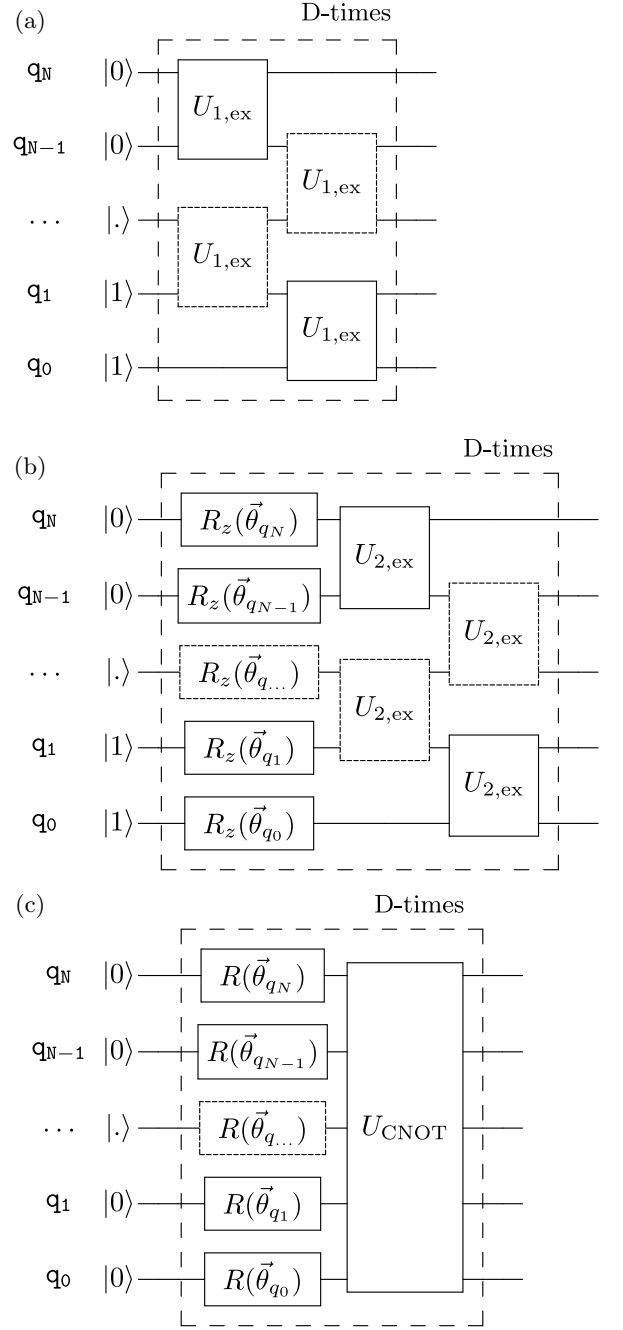 (a)
D-times
q_N |0⟩ U_{1,ex}
q_{N−1} |0⟩ U_{1,ex}
... |.⟩ U_{1,ex}
q_1 |1⟩ U_{1,ex}
q_0 |1⟩
(b)
D-times
q_N |0⟩ R_z(\vec{θ}_{q_N}) U_{2,ex}
q_{N−1} |0⟩ R_z(\vec{θ}_{q_{N−1}}) U_{2,ex}
... |.⟩ R_z(\vec{θ}_{q_{...}}) U_{2,ex}
q_1 |1⟩ R_z(\vec{θ}_{q_1}) U_{2,ex}
q_0 |1⟩ R_z(\vec{θ}_{q_0})
(c)
D-times
q_N |0⟩ R(\vec{θ}_{q_N})
q_{N−1} |0⟩ R(\vec{θ}_{q_{N−1}})
... |.⟩ R(\vec{θ}_{q_{...}}) U_{CNOT}
q_1 |0⟩ R(\vec{θ}_{q_1})
q_0 |0⟩ R(\vec{θ}_{q_0})